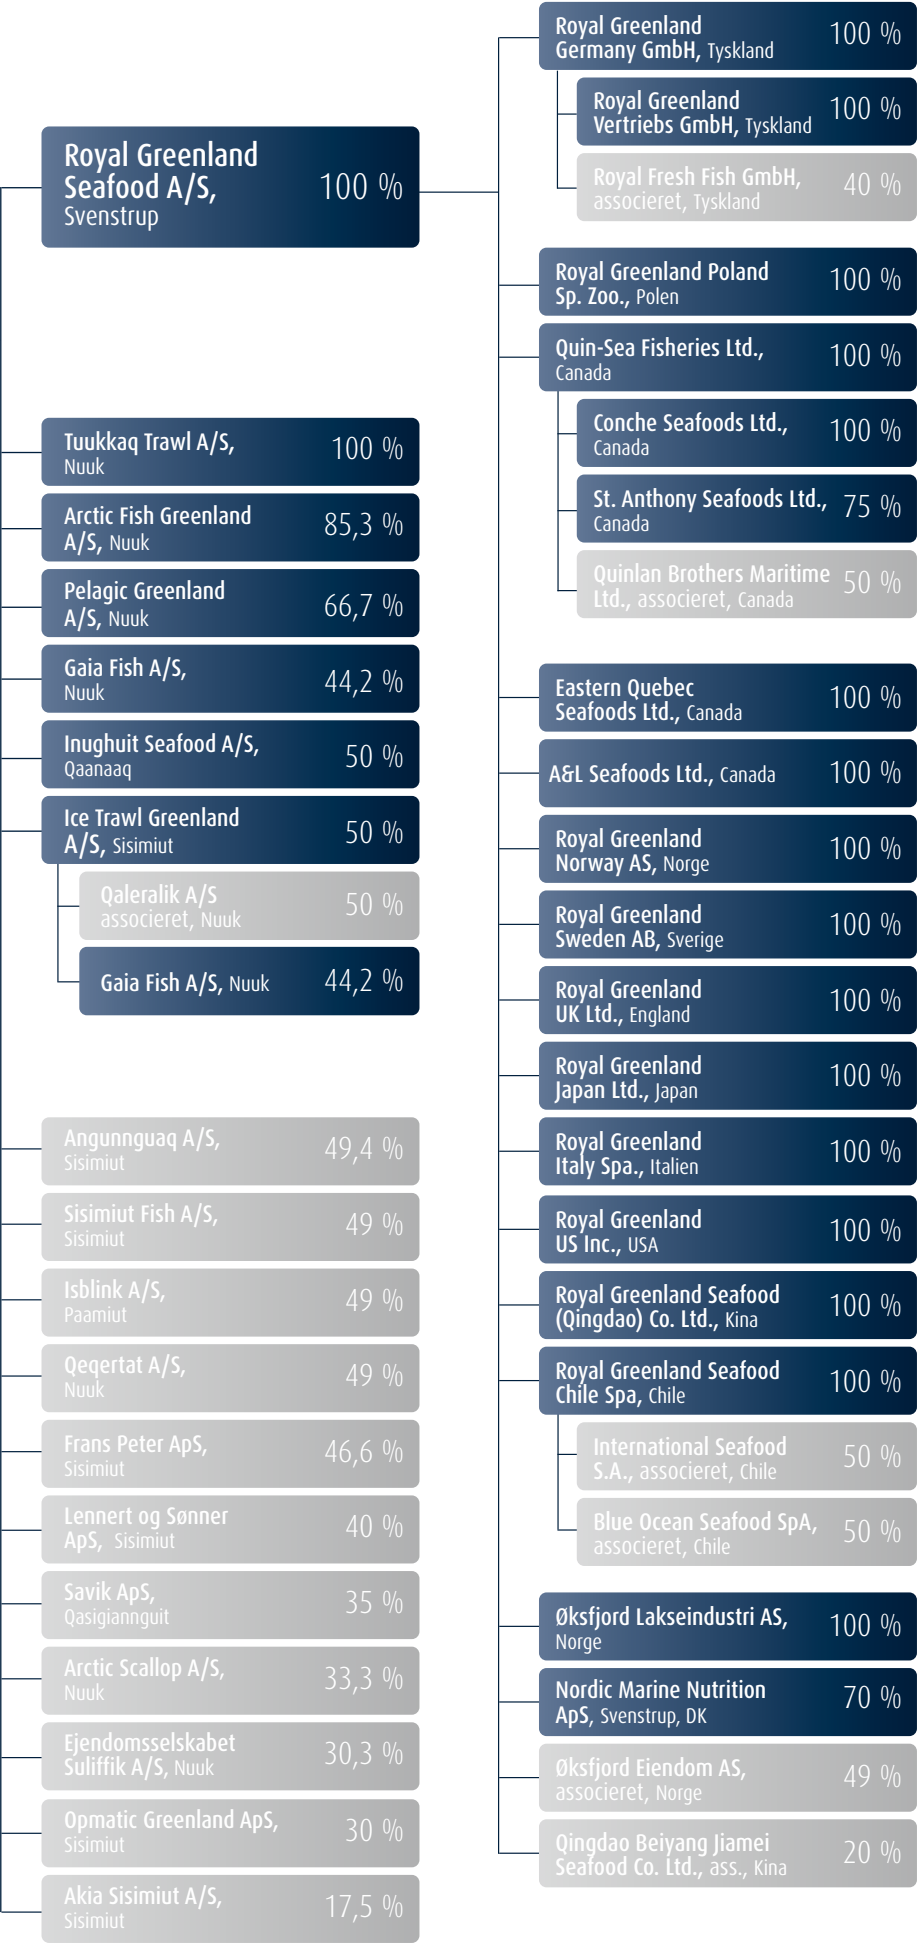 Royal Greenland
Seafood A/S,
Svenstrup
100 %
Tuukkaq Trawl A/S,
Nuuk
100 %
Arctic Fish Greenland
A/S, Nuuk
85,3 %
Pelagic Greenland
A/S, Nuuk
66,7 %
Gaia Fish A/S,
Nuuk
44,2 %
Inughuit Seafood A/S,
Qaanaaq
50 %
Ice Trawl Greenland
A/S, Sisimiut
50 %
Qaleralik A/S
associeret, Nuuk
50 %
Gaia Fish A/S, Nuuk
44,2 %
Angunnguaq A/S,
Sisimiut
49,4 %
Sisimiut Fish A/S,
Sisimiut
49 %
Isblink A/S,
Paamiut
49 %
Qeqertat A/S,
Nuuk
49 %
Frans Peter ApS,
Sisimiut
46,6 %
Lennert og Sønner
ApS, Sisimiut
40 %
Savik ApS,
Qasigiannguit
35 %
Arctic Scallop A/S,
Nuuk
33,3 %
Ejendomsselskabet
Suliffik A/S, Nuuk
30,3 %
Opmatic Greenland ApS,
Sisimiut
30 %
Akia Sisimiut A/S,
Sisimiut
17,5 %
Royal Greenland
Germany GmbH, Tyskland
100 %
Royal Greenland
Vertriebs GmbH, Tyskland
100 %
Royal Fresh Fish GmbH,
associeret, Tyskland
40 %
Royal Greenland Poland
Sp. Zoo., Polen
100 %
Quin-Sea Fisheries Ltd.,
Canada
100 %
Conche Seafoods Ltd.,
Canada
100 %
St. Anthony Seafoods Ltd.,
Canada
75 %
Quinlan Brothers Maritime
Ltd., associeret, Canada
50 %
Eastern Quebec
Seafoods Ltd., Canada
100 %
A&L Seafoods Ltd., Canada
100 %
Royal Greenland
Norway AS, Norge
100 %
Royal Greenland
Sweden AB, Sverige
100 %
Royal Greenland
UK Ltd., England
100 %
Royal Greenland
Japan Ltd., Japan
100 %
Royal Greenland
Italy Spa., Italien
100 %
Royal Greenland
US Inc., USA
100 %
Royal Greenland Seafood
(Qingdao) Co. Ltd., Kina
100 %
Royal Greenland Seafood
Chile Spa, Chile
100 %
International Seafood
S.A., associeret, Chile
50 %
Blue Ocean Seafood SpA,
associeret, Chile
50 %
Øksfjord Lakseindustri AS,
Norge
100 %
Nordic Marine Nutrition
ApS, Svenstrup, DK
70 %
Øksfjord Eiendom AS,
associeret, Norge
49 %
Qingdao Beiyang Jiamei
Seafood Co. Ltd., ass., Kina
20 %